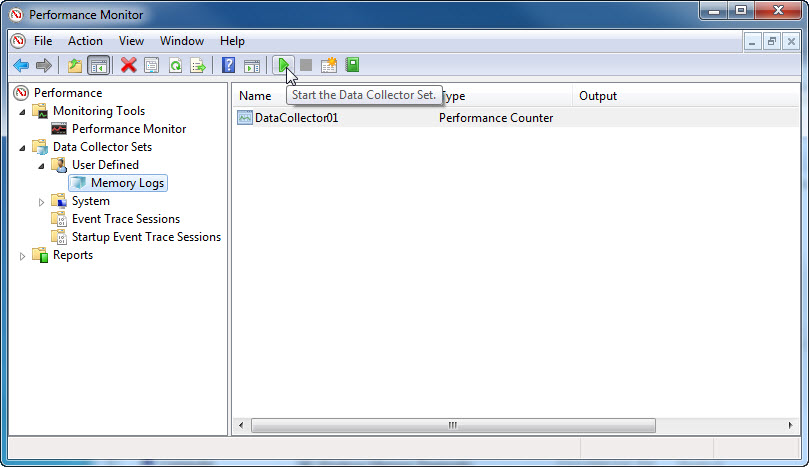 Performance Monitor
File Action View Window Help
Start the Data Collector Set.
Performance
Monitoring Tools
Performance Monitor
Data Collector Sets
User Defined
Memory Logs
System
Event Trace Sessions
Startup Event Trace Sessions
Reports
Name Type Output
DataCollector01 Performance Counter